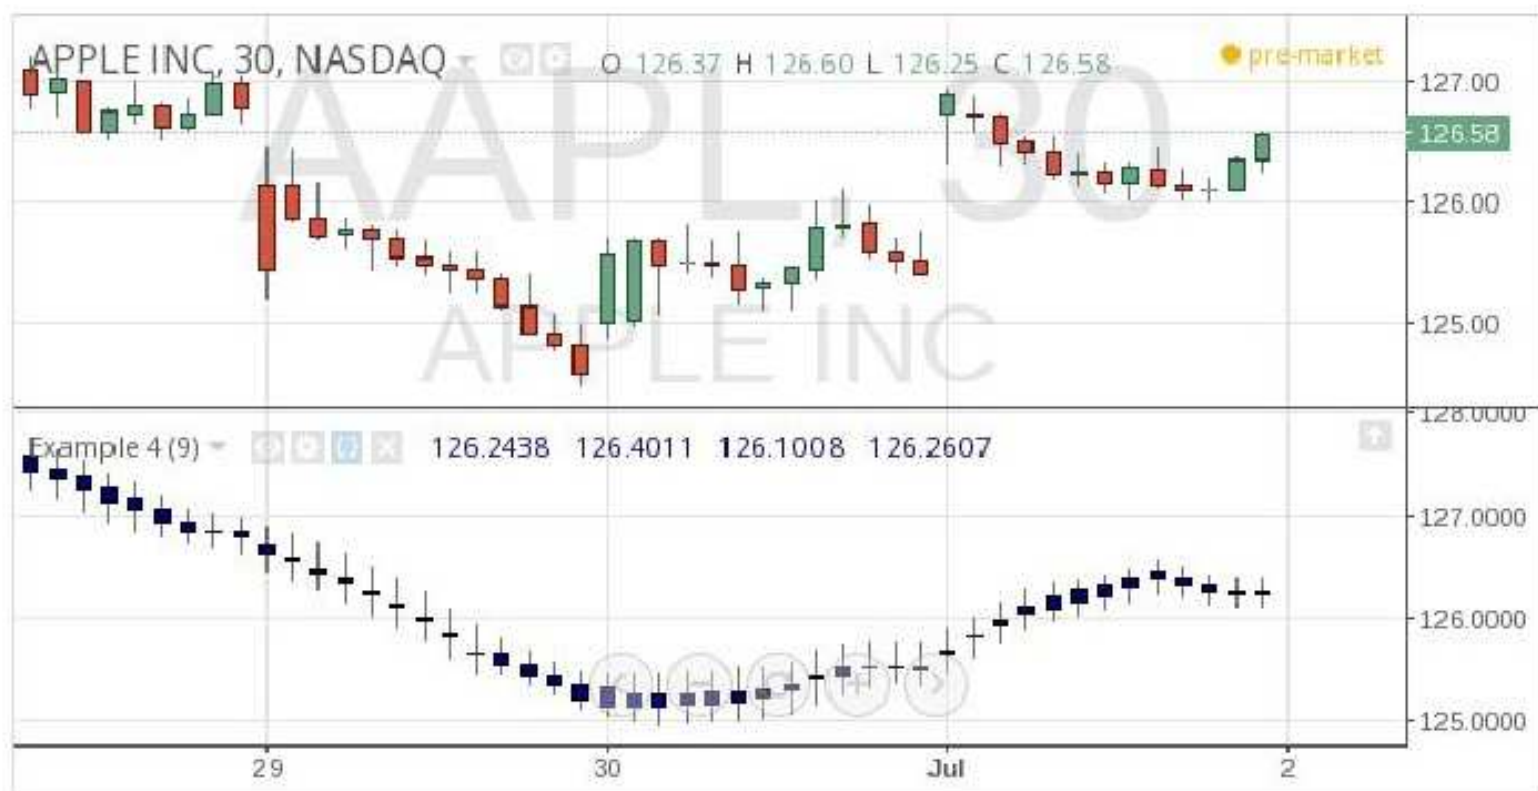 APPLE INC, 30, NASDAQ O 126.37 H 126.60 L 126.25 C 126.58
pre-market
127.00
AAPL, 30
126.58
126.00
125.00
APPLE INC
128.0000
Example 4 (9) 126.2438 126.4011 126.1008 126.2607
127.0000
126.0000
125.0000
29 30 Jul 2